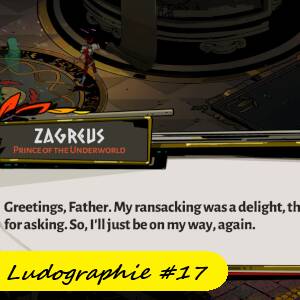 ZAGREUS
PRINCE OF THE UNDERWORLD
Greetings, Father. My ransacking was a delight, th
for asking. So, I'll just be on my way, again.
Ludographie #17